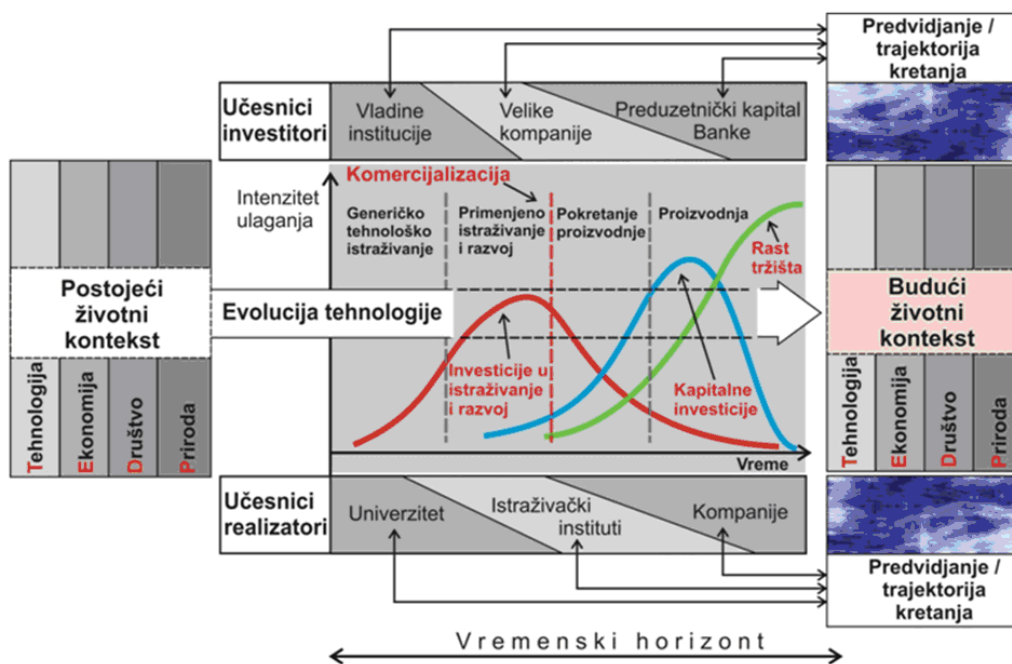 Predvidjanje /
trajektorija
kretanja
Učesnici
investitori
Vladine
institucije
Velike
kompanije
Preduzetnički kapital
Banke
Intenzitet
ulaganja
Komercijalizacija
Generičko
tehnološko
istraživanje
Primenjeno
istraživanje
i razvoj
Pokretanje
proizvodnje
Proizvodnja
Rast
tržišta
Postojeći
životni
kontekst
Evolucija tehnologije
Budući
životni
kontekst
Investicije u
istraživanje
i razvoj
Kapitalne
investicije
Tehnologija
Ekonomija
Društvo
Priroda
Tehnologija
Ekonomija
Društvo
Priroda
Vreme
Učesnici
realizatori
Univerzitet
Istraživački
instituti
Kompanije
Predvidjanje /
trajektorija
kretanja
Vremenski horizont